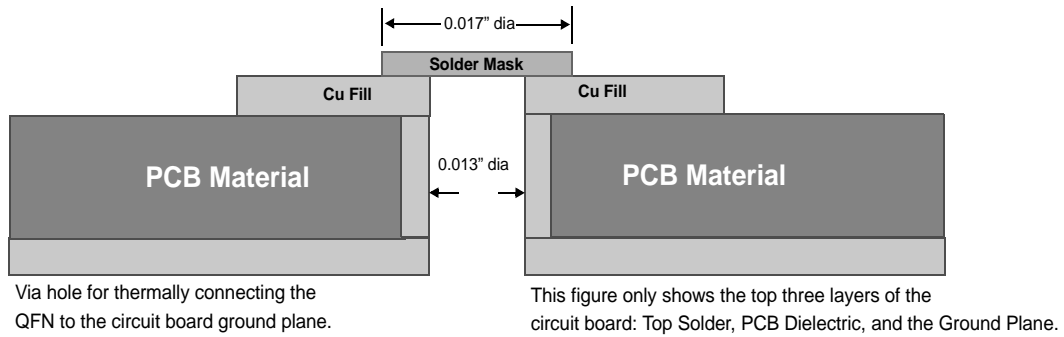 0.017” dia
Solder Mask
Cu Fill
Cu Fill
PCB Material
0.013” dia
PCB Material
Via hole for thermally connecting the
QFN to the circuit board ground plane.
This figure only shows the top three layers of the
circuit board: Top Solder, PCB Dielectric, and the Ground Plane.